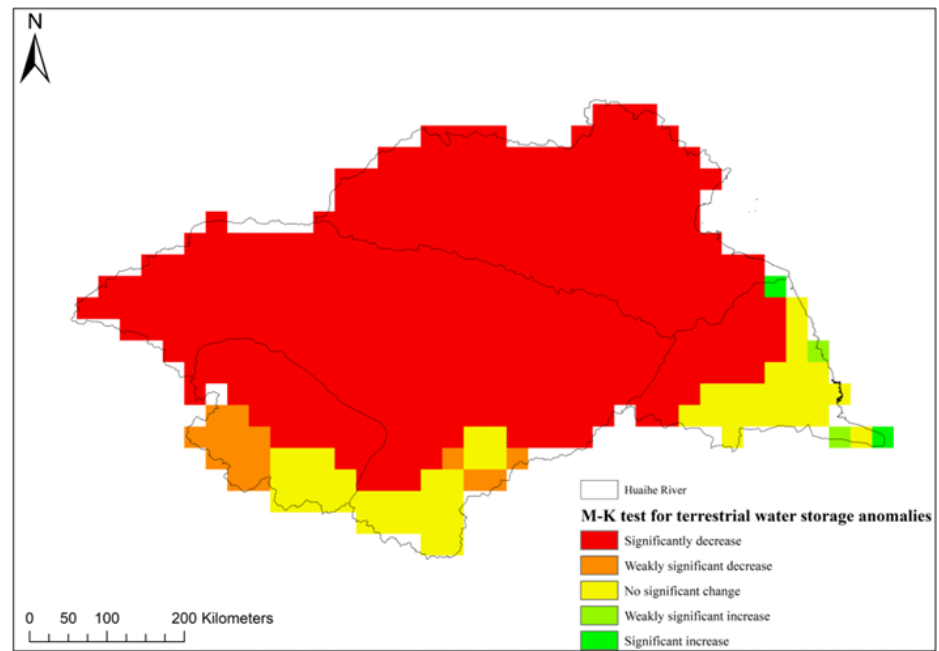 N
Huaihe River
M-K test for terrestrial water storage anomalies
Significantly decrease
Weakly significant decrease
No significant change
Weakly significant increase
Significant increase
0 50 100 200 Kilometers